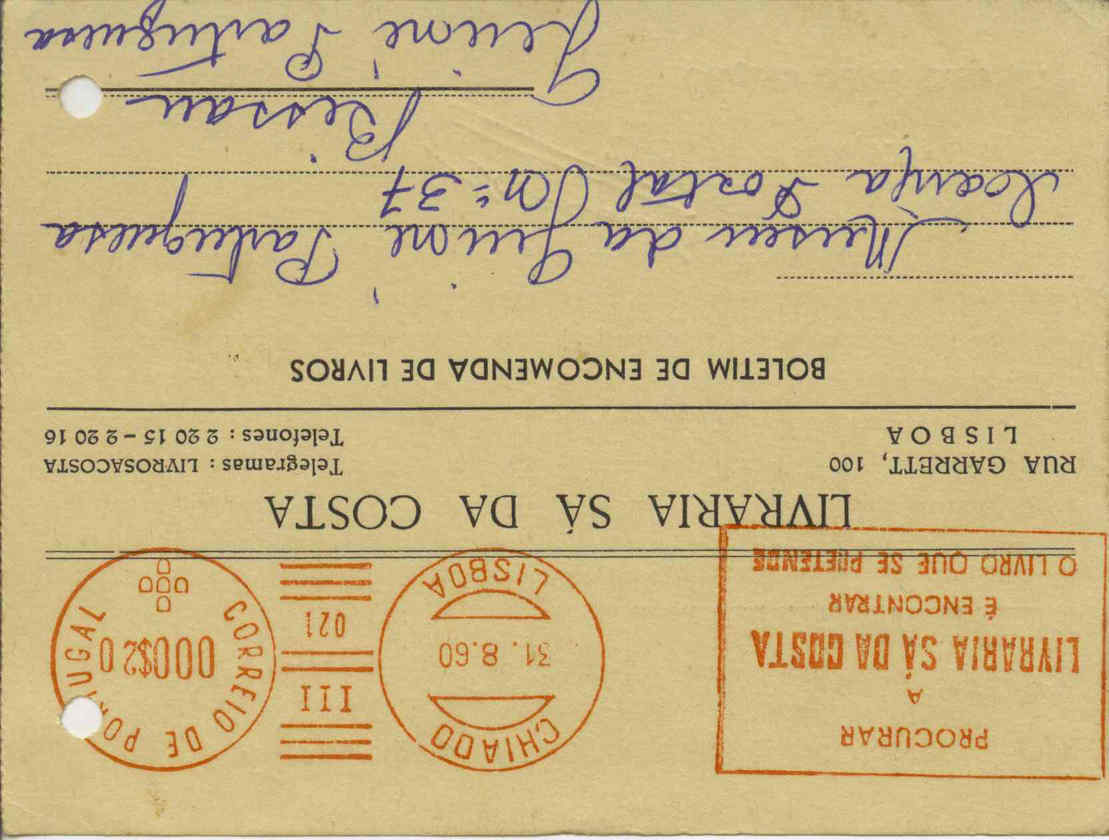 PROCURAR
A
LIVRARIA SÁ DA COSTA
É ENCONTRAR
O LIVRO QUE SE PRETENDE
CHIADO
31.8.60
LISBOA
III
021
CORREIO DE PORTUGAL
000$20
LIVRARIA SÁ DA COSTA
RUA GARRETT, 100
LISBOA
Telegramas: LIVROSACOSTA
Telefones: 2 20 15 – 2 20 16
BOLETIM DE ENCOMENDA DE LIVROS
Museu da Guiné Portuguesa
Caixa Postal nº 37
Bissau
Guiné Portuguesa